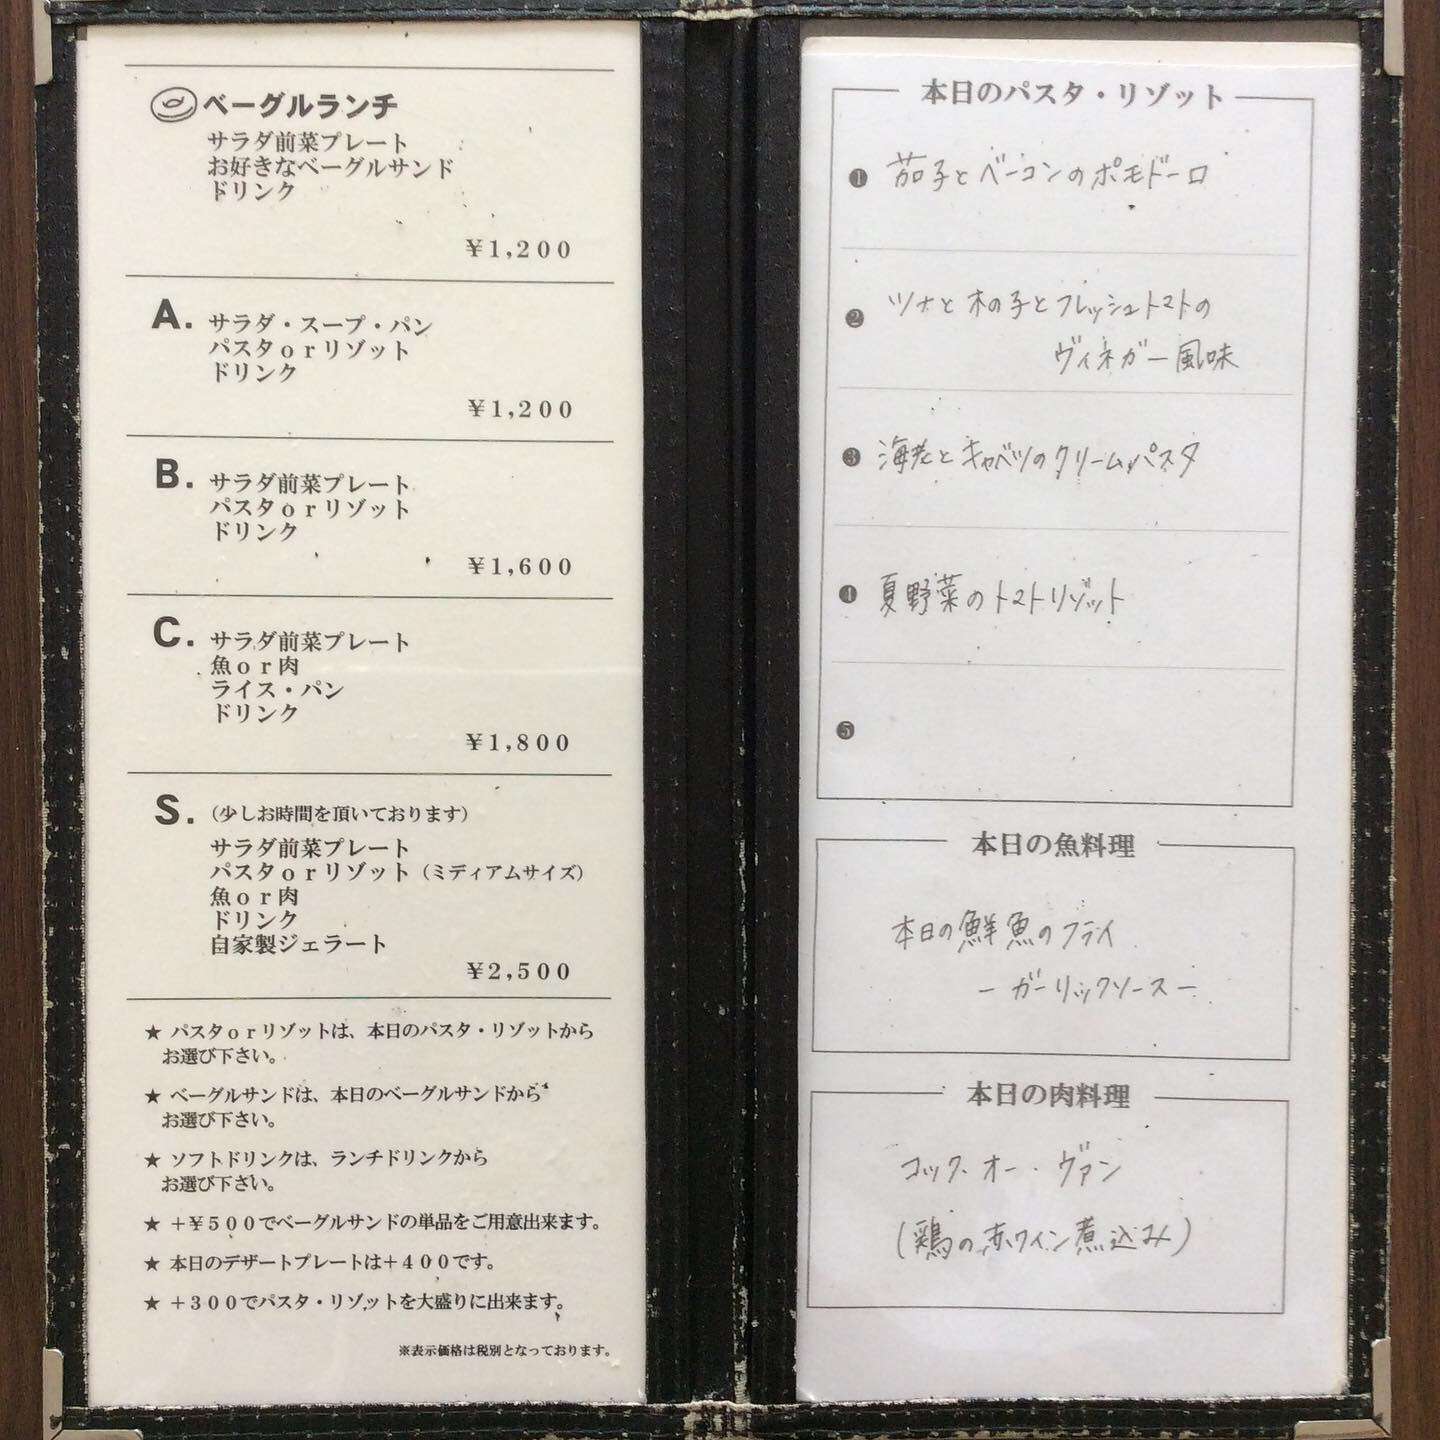 ベーグルランチ
サラダ前菜プレート
お好きなベーグルサンド
ドリンク
¥1,200
A. サラダ・スープ・パン
パスタorリゾット
ドリンク
¥1,200
B. サラダ前菜プレート
パスタorリゾット
ドリンク
¥1,600
C. サラダ前菜プレート
魚or肉
ライス・パン
ドリンク
¥1,800
S.（少しお時間を頂いております）
サラダ前菜プレート
パスタorリゾット（ミディアムサイズ）
魚or肉
ドリンク
自家製ジェラート
¥2,500
★ パスタorリゾットは、本日のパスタ・リゾットから
お選び下さい。
★ ベーグルサンドは、本日のベーグルサンドから
お選び下さい。
★ ソフトドリンクは、ランチドリンクから
お選び下さい。
★ +¥500でベーグルサンドの単品をご用意出来ます。
★ 本日のデザートプレートは+400です。
★ +300でパスタ・リゾットを大盛りに出来ます。
※表示価格は税別となっております。
本日のパスタ・リゾット
❶ 茄子とベーコンのポモドーロ
❷ ツナと木の子とフレッシュトマトの
ヴィネガー風味
❸ 海老とキャベツのクリームパスタ
❹ 夏野菜のトマトリゾット
❺
本日の魚料理
本日の鮮魚のフライ
－ガーリックソース－
本日の肉料理
コック・オー・ヴァン
(鶏の赤ワイン煮込み)